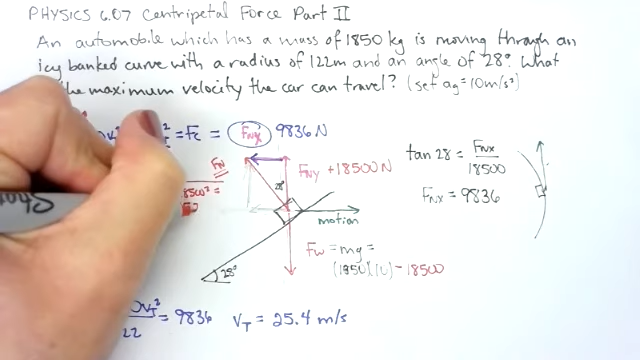 PHYSICS 6.07 Centripetal Force Part II
An automobile which has a mass of 1850 kg is moving through an
icy banked curve with a radius of 122m and an angle of 28°. What
the maximum velocity the car can travel? (set ag=10m/s²)
= Fc = FNX 9836 N
tan 28 = FNX/18500
FN
FNY +18500N
28°
FNX = 9836
motion
FW = mg =
(1850)(10) -18500
28°
= 9836 VT = 25.4 m/s